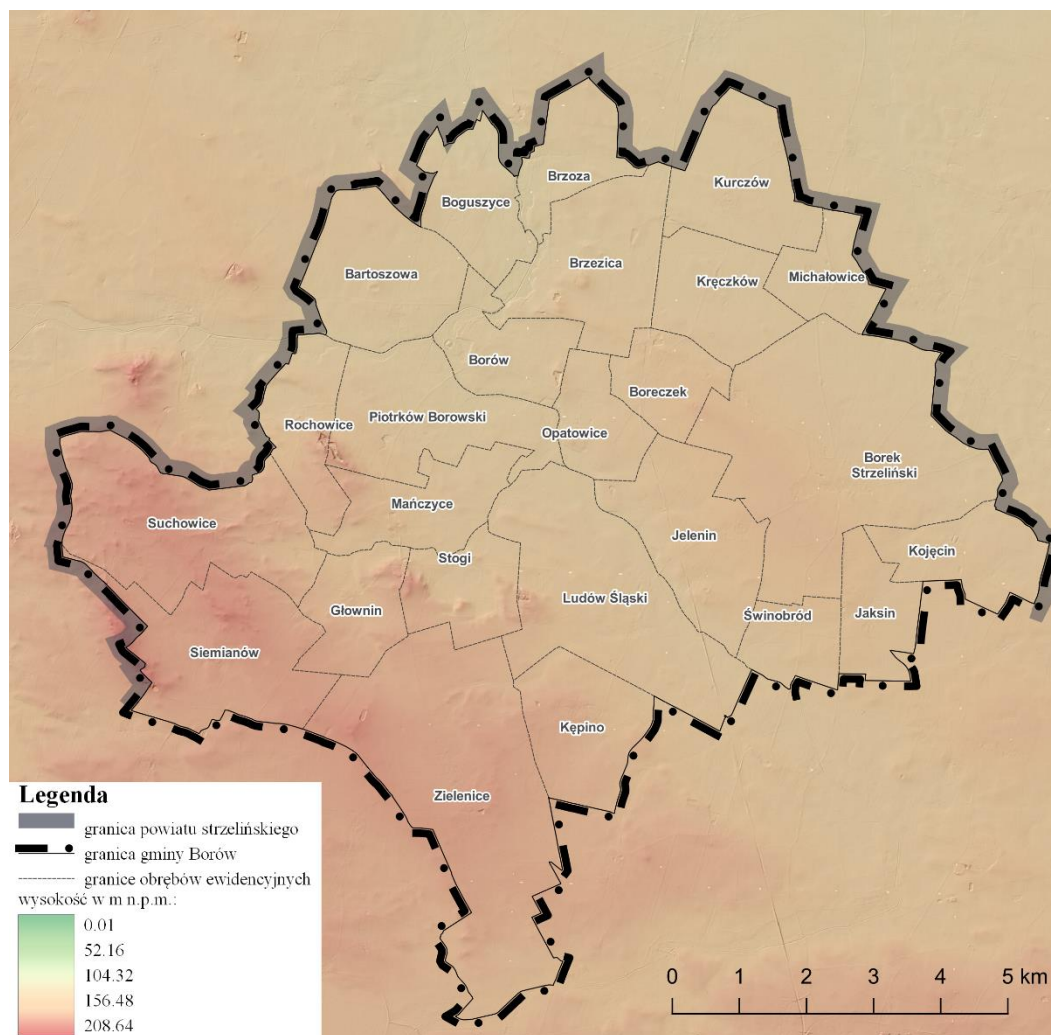 Brzoza
Kurczów
Boguszyce
Brzezica
Bartoszowa
Kręczków
Michałowice
Borów
Boreczek
Piotrków Borowski
Rochowice
Opatowice
Borek
Strzeliński
Mańczyce
Suchowice
Jelenin
Kojęcin
Stogi
Ludów Śląski
Głownin
Świnobród
Jaksin
Siemianów
Kępino
Zielenice
Legenda
granica powiatu strzelińskiego
granica gminy Borów
granice obrębów ewidencyjnych
wysokość w m n.p.m.:
0.01
52.16
104.32
156.48
208.64
0 1 2 3 4 5 km